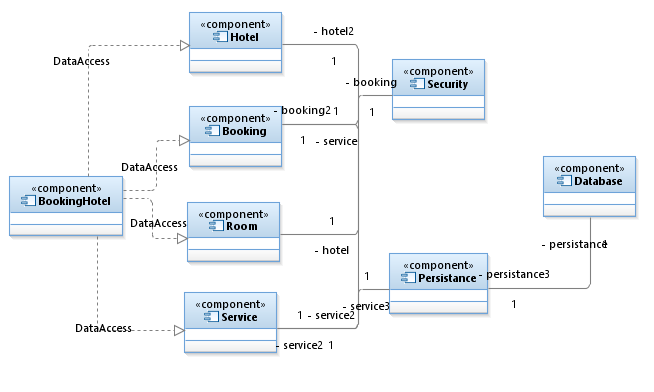 «component»
Hotel
- hotel2
1
DataAccess
«component»
Security
- booking
1
«component»
Booking
- booking2
1
1
- service
DataAccess
«component»
BookingHotel
«component»
Database
- persistance
1
«component»
Room
DataAccess
1
- hotel
«component»
Persistance
- persistance3
1
1
«component»
Service
- service3
1
- service2
DataAccess
- service2
1